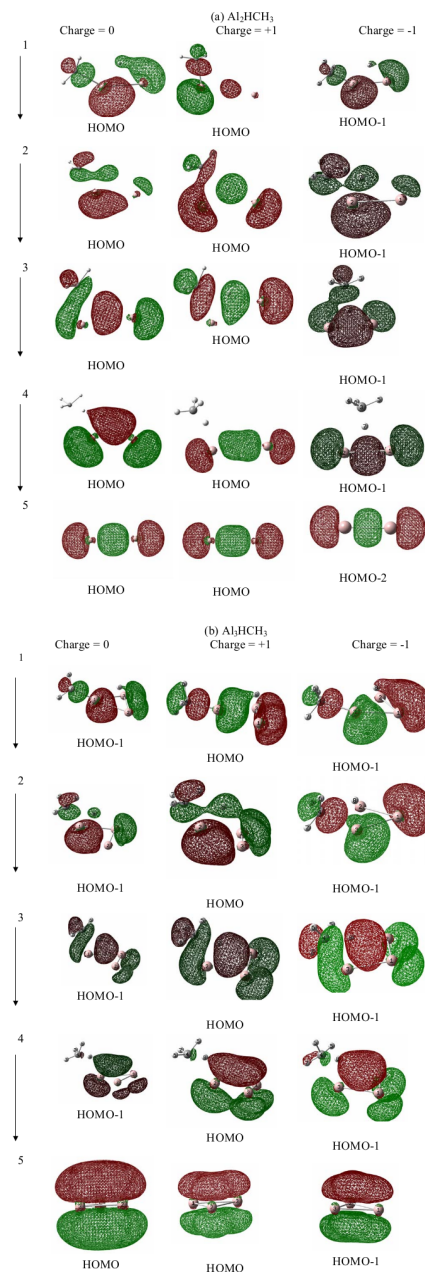 (a) Al₂HCH₃
Charge = 0 Charge = +1 Charge = -1
1
HOMO HOMO HOMO-1
2
HOMO HOMO HOMO-1
3
HOMO HOMO HOMO-1
4
HOMO HOMO HOMO-1
5
HOMO HOMO HOMO-2
(b) Al₃HCH₃
Charge = 0 Charge = +1 Charge = -1
1
HOMO-1 HOMO HOMO-1
2
HOMO-1 HOMO HOMO-1
3
HOMO-1 HOMO HOMO-1
4
HOMO-1 HOMO HOMO-1
5
HOMO HOMO HOMO-1